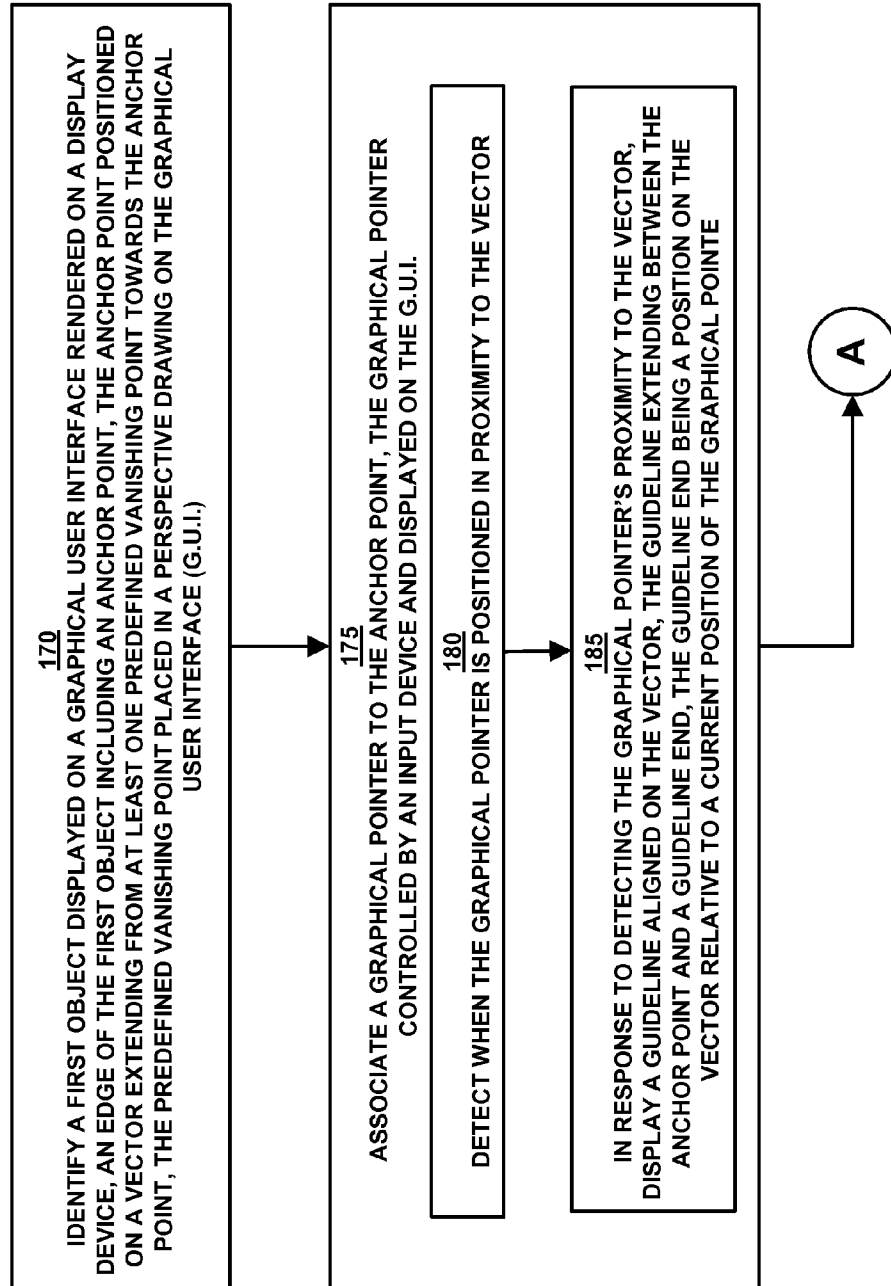 170
IDENTIFY A FIRST OBJECT DISPLAYED ON A GRAPHICAL USER INTERFACE RENDERED ON A DISPLAY
DEVICE, AN EDGE OF THE FIRST OBJECT INCLUDING AN ANCHOR POINT, THE ANCHOR POINT POSITIONED
ON A VECTOR EXTENDING FROM AT LEAST ONE PREDEFINED VANISHING POINT TOWARDS THE ANCHOR
POINT, THE PREDEFINED VANISHING POINT PLACED IN A PERSPECTIVE DRAWING ON THE GRAPHICAL
USER INTERFACE (G.U.I.)
175
ASSOCIATE A GRAPHICAL POINTER TO THE ANCHOR POINT, THE GRAPHICAL POINTER
CONTROLLED BY AN INPUT DEVICE AND DISPLAYED ON THE G.U.I.
180
DETECT WHEN THE GRAPHICAL POINTER IS POSITIONED IN PROXIMITY TO THE VECTOR
185
IN RESPONSE TO DETECTING THE GRAPHICAL POINTER'S PROXIMITY TO THE VECTOR,
DISPLAY A GUIDELINE ALIGNED ON THE VECTOR, THE GUIDELINE EXTENDING BETWEEN THE
ANCHOR POINT AND A GUIDELINE END, THE GUIDELINE END BEING A POSITION ON THE
VECTOR RELATIVE TO A CURRENT POSITION OF THE GRAPHICAL POINTE
A